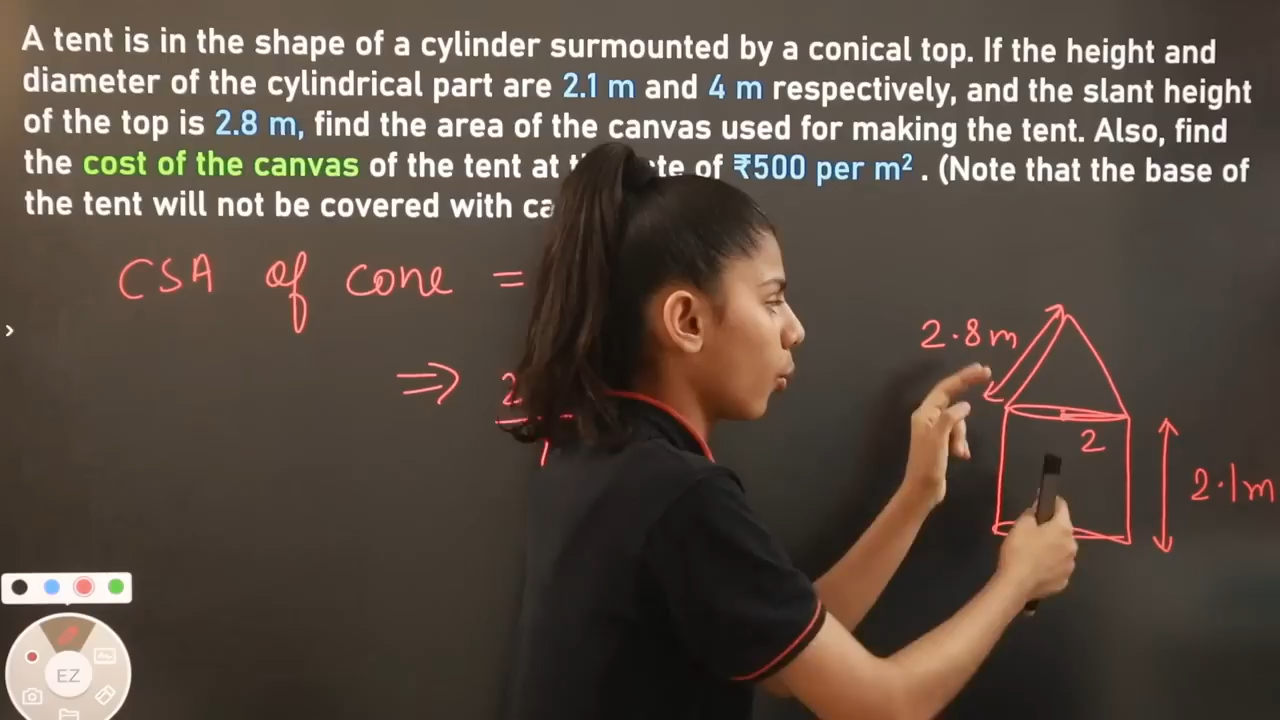 A tent is in the shape of a cylinder surmounted by a conical top. If the height and
diameter of the cylindrical part are 2.1 m and 4 m respectively, and the slant height
of the top is 2.8 m, find the area of the canvas used for making the tent. Also, find
the cost of the canvas of the tent at of ₹500 per m². (Note that the base of
the tent will not be covered with
CSA of cone =
⇒ 2
2.8m
2
2.1m
EZ